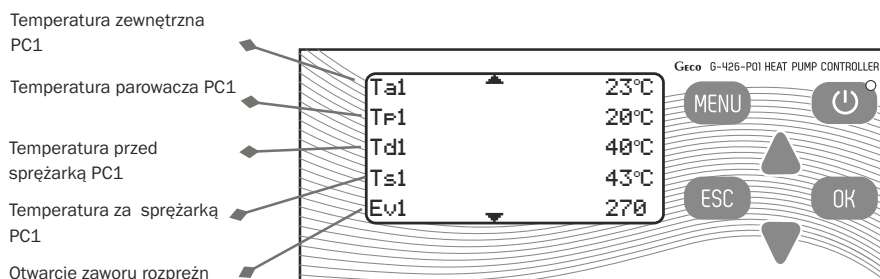 Temperatura zewnętrzna
PC1
Temperatura parowacza PC1
Temperatura przed
sprężarką PC1
Temperatura za sprężarką
PC1
Otwarcie zaworu rozprężn
Ta1 23°C
Tp1 20°C
Td1 40°C
Ts1 43°C
Ev1 270
Geco G-426-P01 HEAT PUMP CONTROLLER
MENU
ESC OK